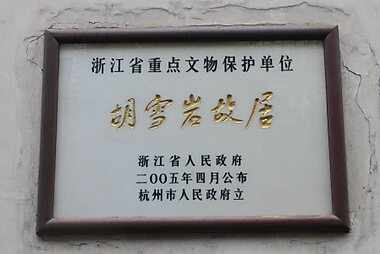 浙江省重点文物保护单位
胡雪岩故居
浙江省人民政府
二〇〇五年四月公布
杭州市人民政府立